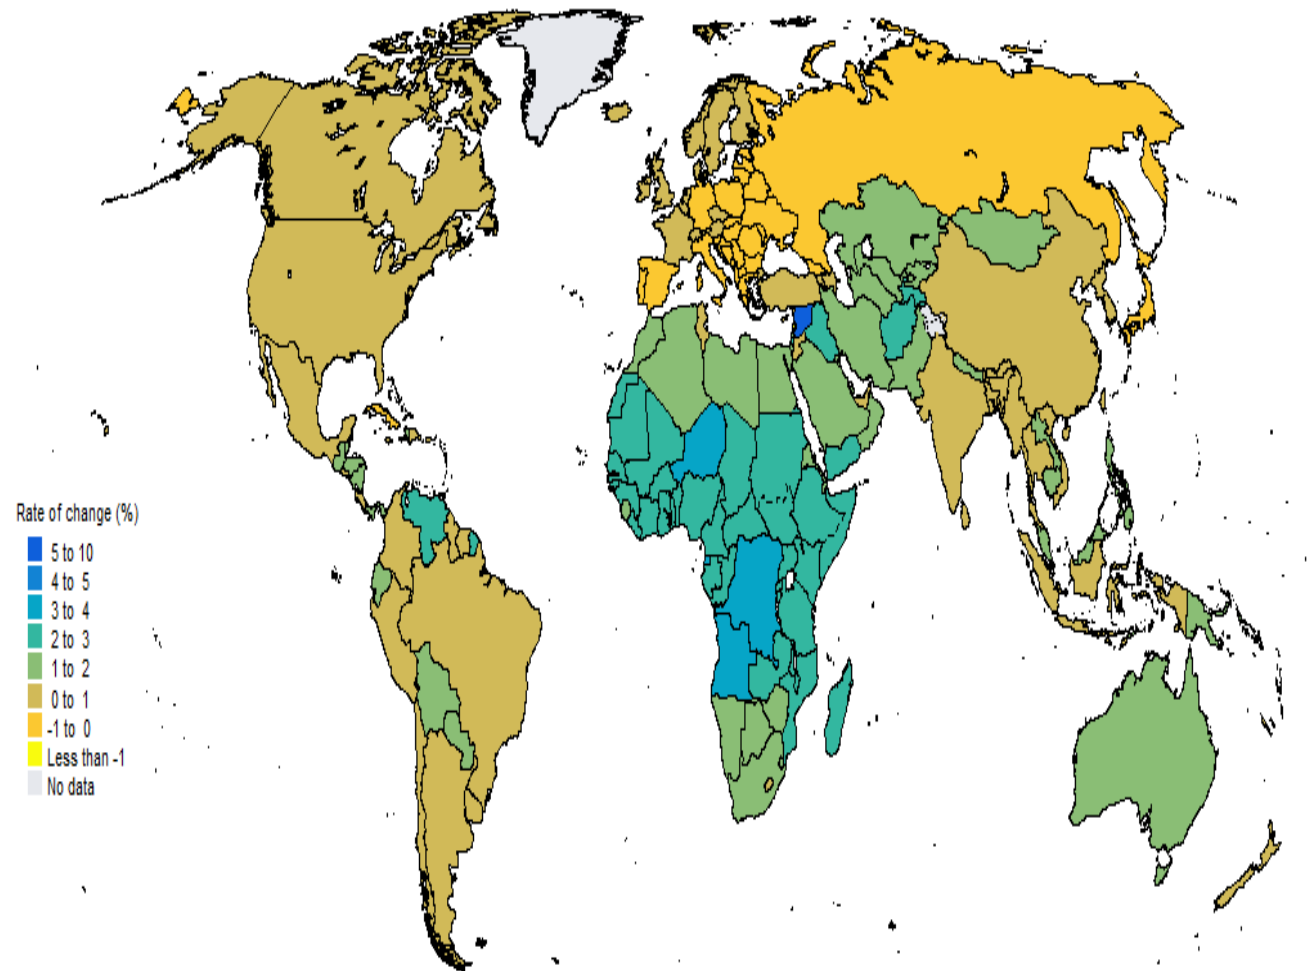 Rate of change (%)
5 to 10
4 to 5
3 to 4
2 to 3
1 to 2
0 to 1
-1 to 0
Less than -1
No data